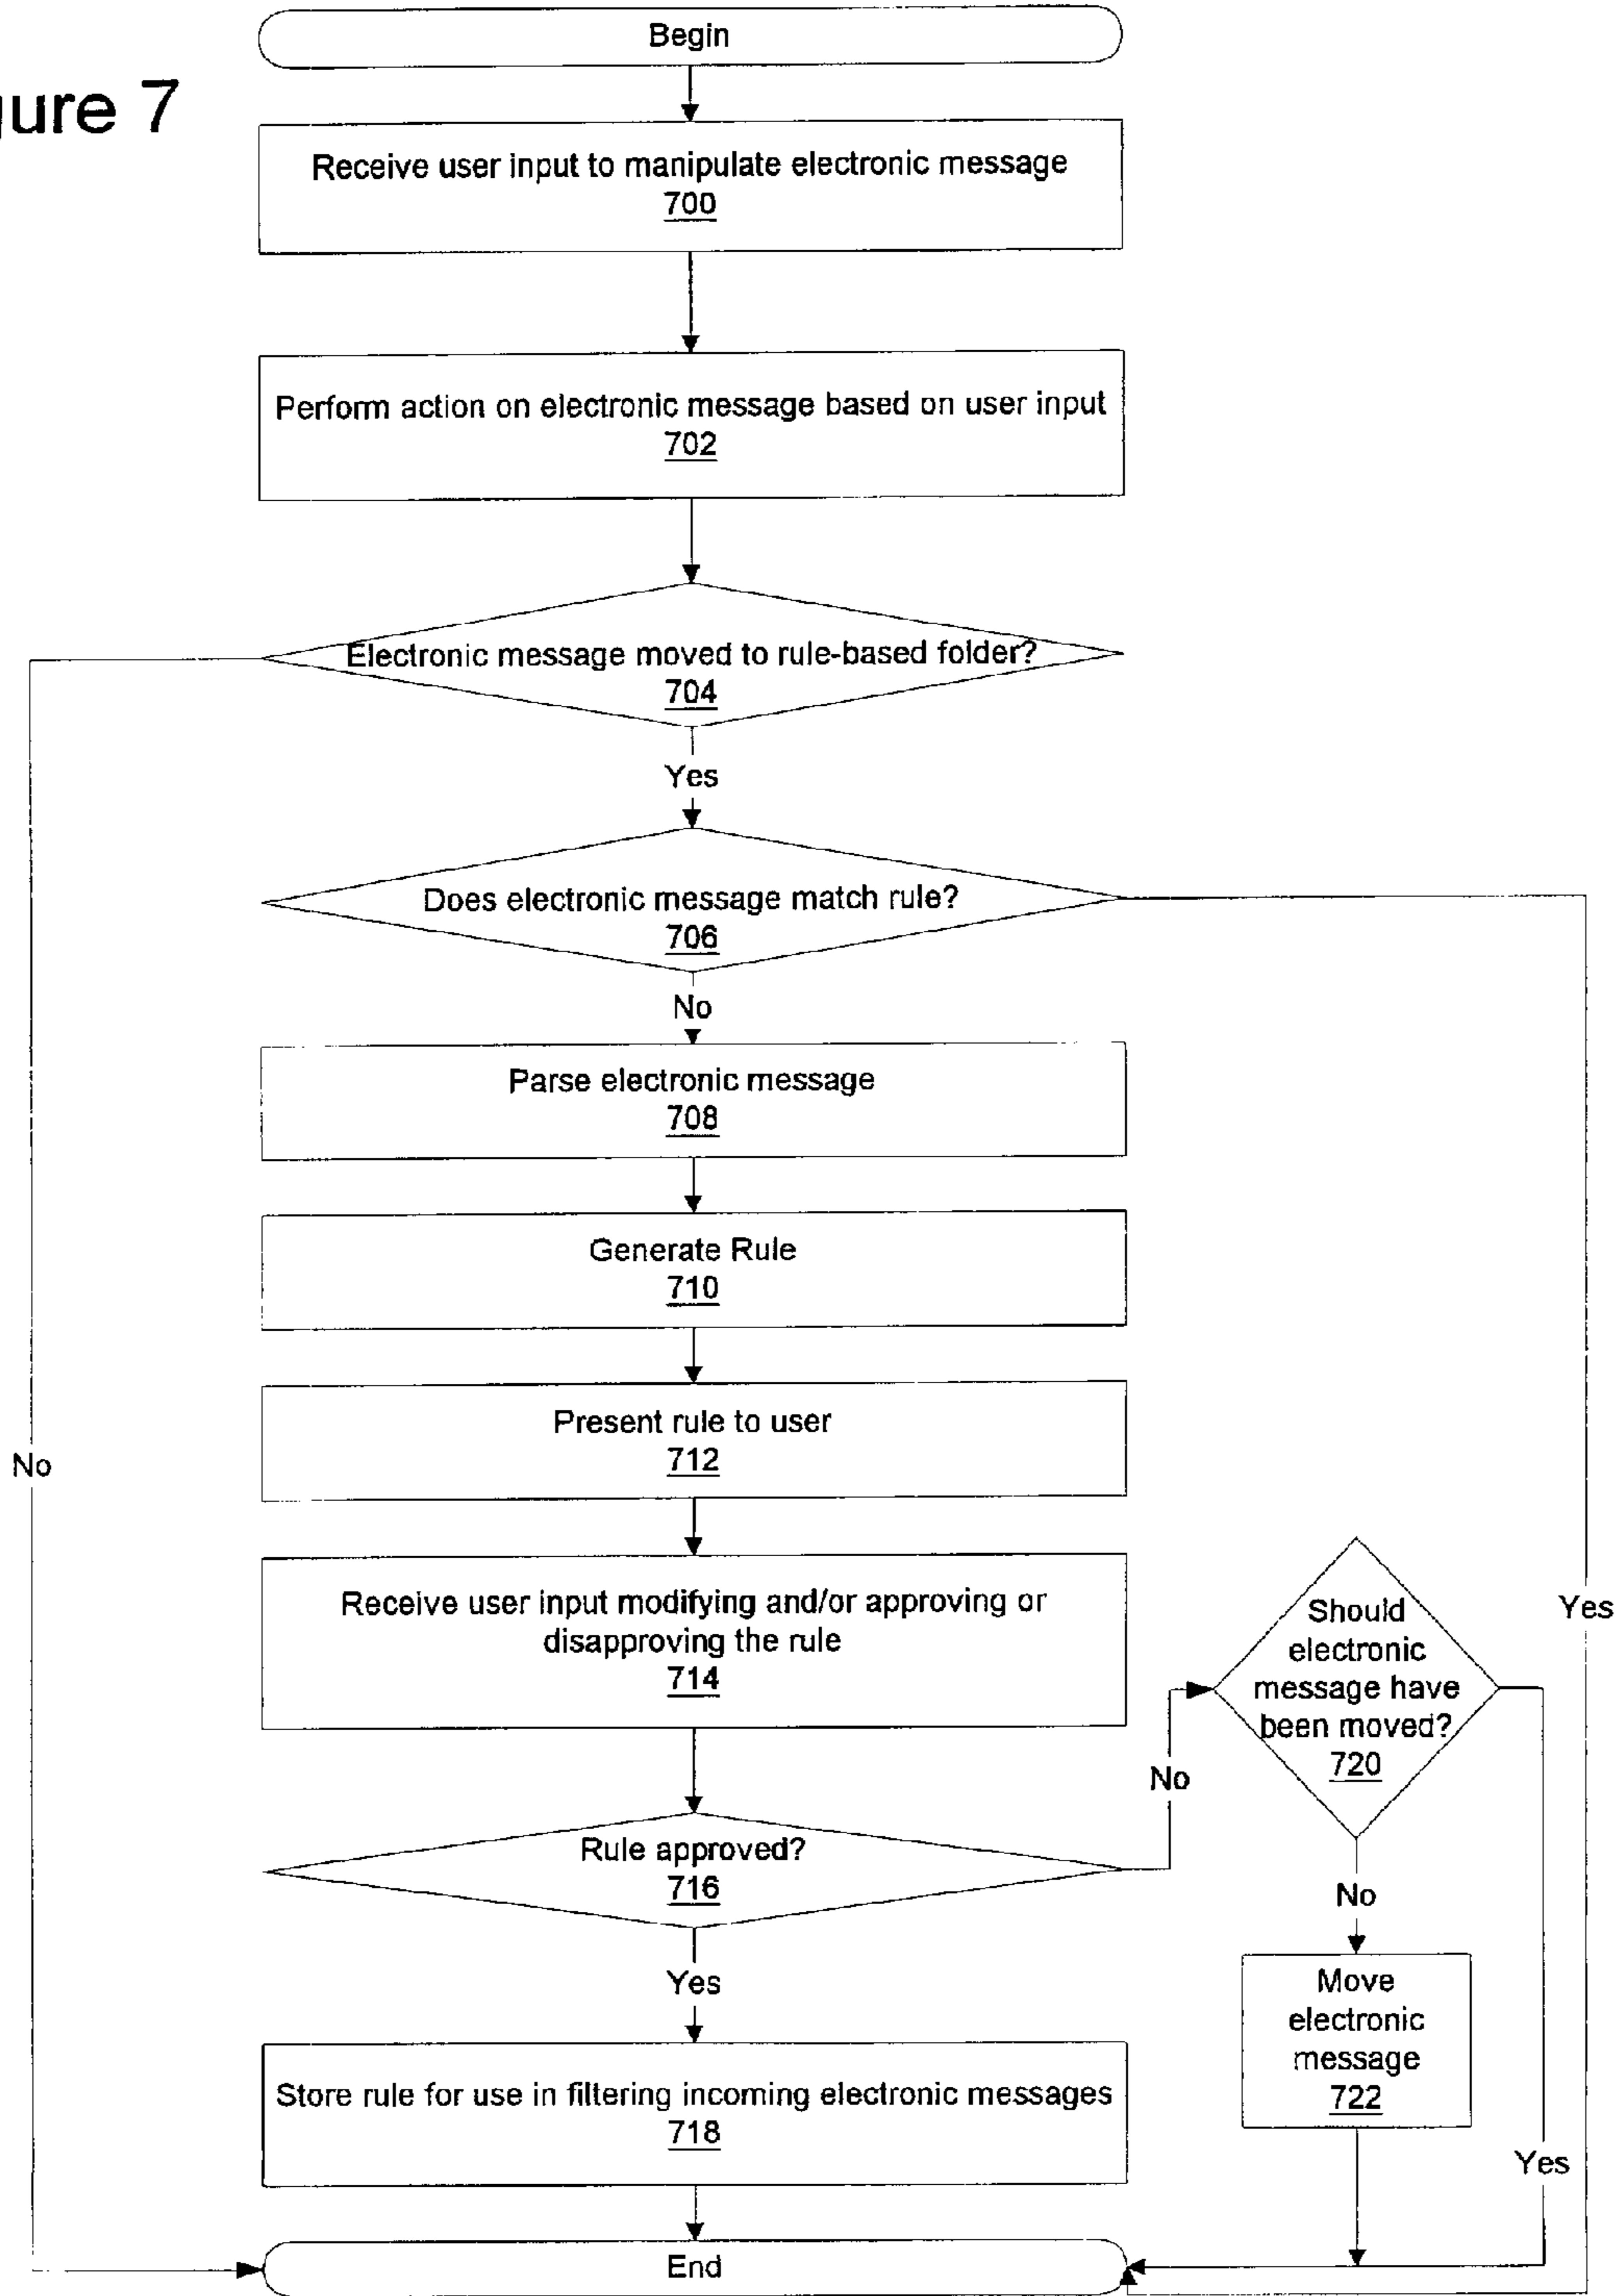 Begin
gure 7
Receive user input to manipulate electronic message
700
Perform action on electronic message based on user input
702
Electronic message moved to rule-based folder?
704
Yes
Does electronic message match rule?
706
No
Parse electronic message
708
Generate Rule
710
Present rule to user
712
No
Receive user input modifying and/or approving or
disapproving the rule
714
Should
electronic
message have
been moved?
720
Yes
No
Rule approved?
716
No
Yes
Move
electronic
message
722
Store rule for use in filtering incoming electronic messages
718
Yes
End